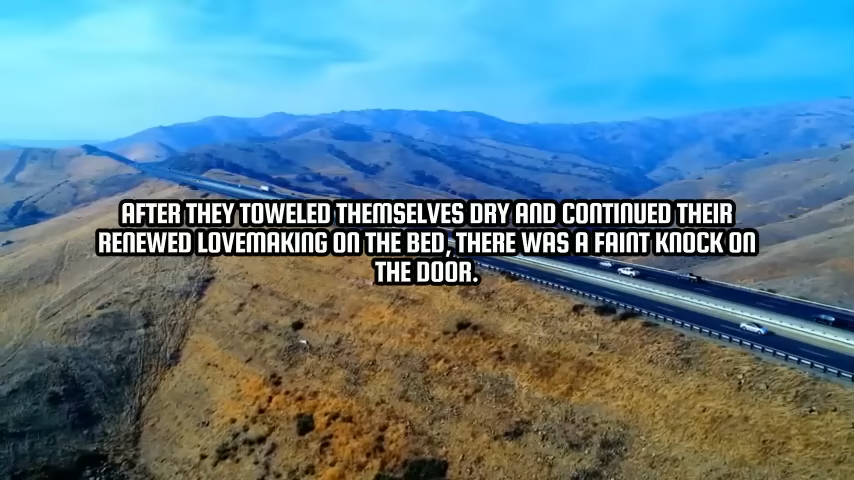 AFTER THEY TOWELED THEMSELVES DRY AND CONTINUED THEIR
RENEWED LOVEMAKING ON THE BED, THERE WAS A FAINT KNOCK ON
THE DOOR.